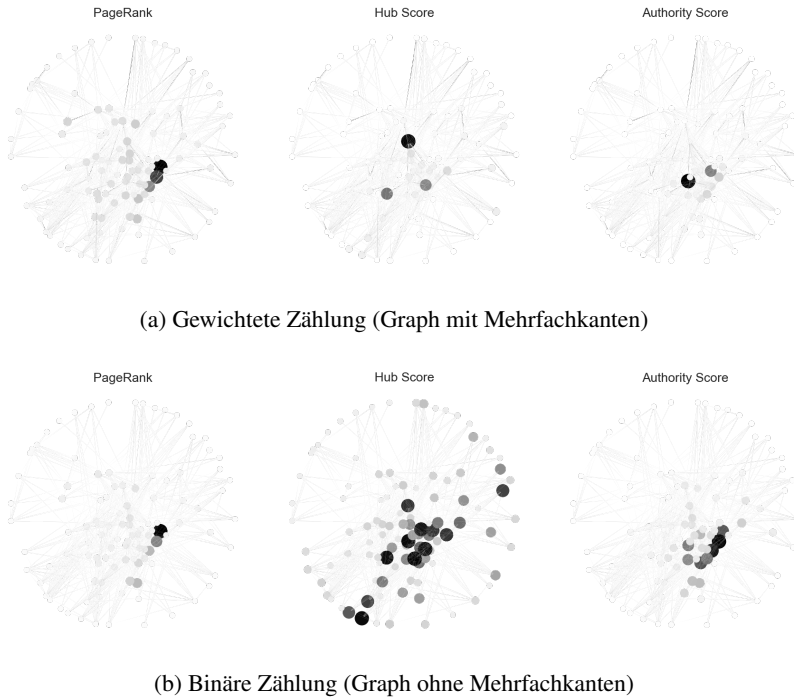 PageRank
Hub Score
Authority Score
(a) Gewichtete Zählung (Graph mit Mehrfachkanten)
PageRank
Hub Score
Authority Score
(b) Binäre Zählung (Graph ohne Mehrfachkanten)